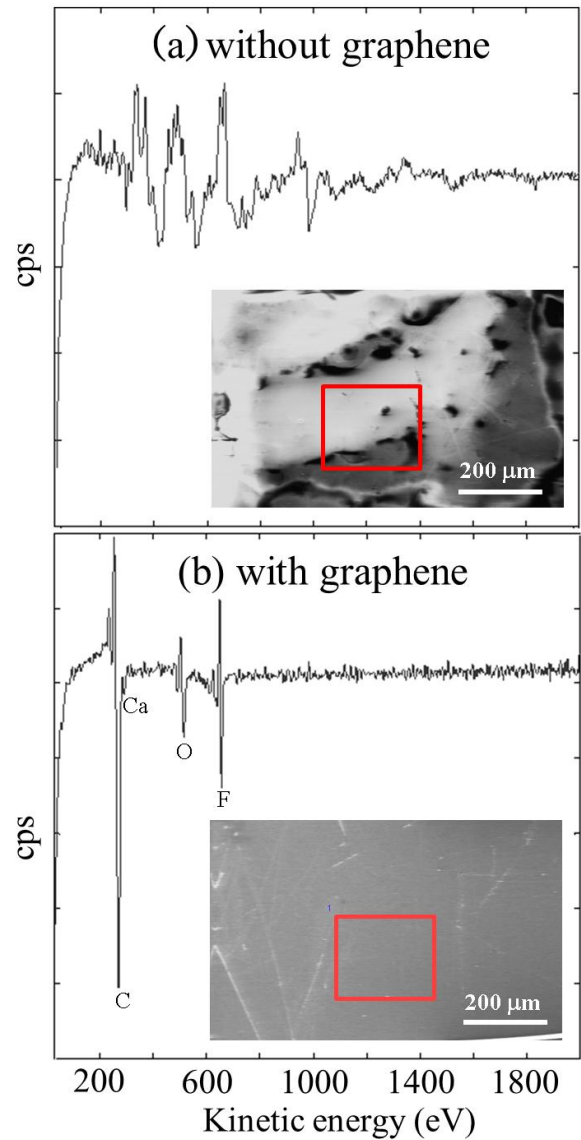 (a) without graphene
cps
200 μm
(b) with graphene
Ca
O
F
C
cps
1
200 μm
200 600 1000 1400 1800
Kinetic energy (eV)